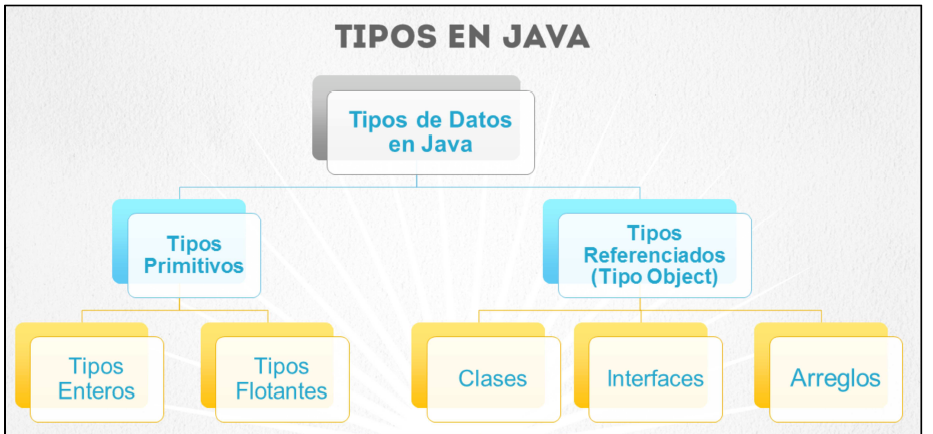 TIPOS EN JAVA
Tipos de Datos
en Java
Tipos
Primitivos
Tipos
Referenciados
(Tipo Object)
Tipos
Enteros
Tipos
Flotantes
Clases
Interfaces
Arreglos